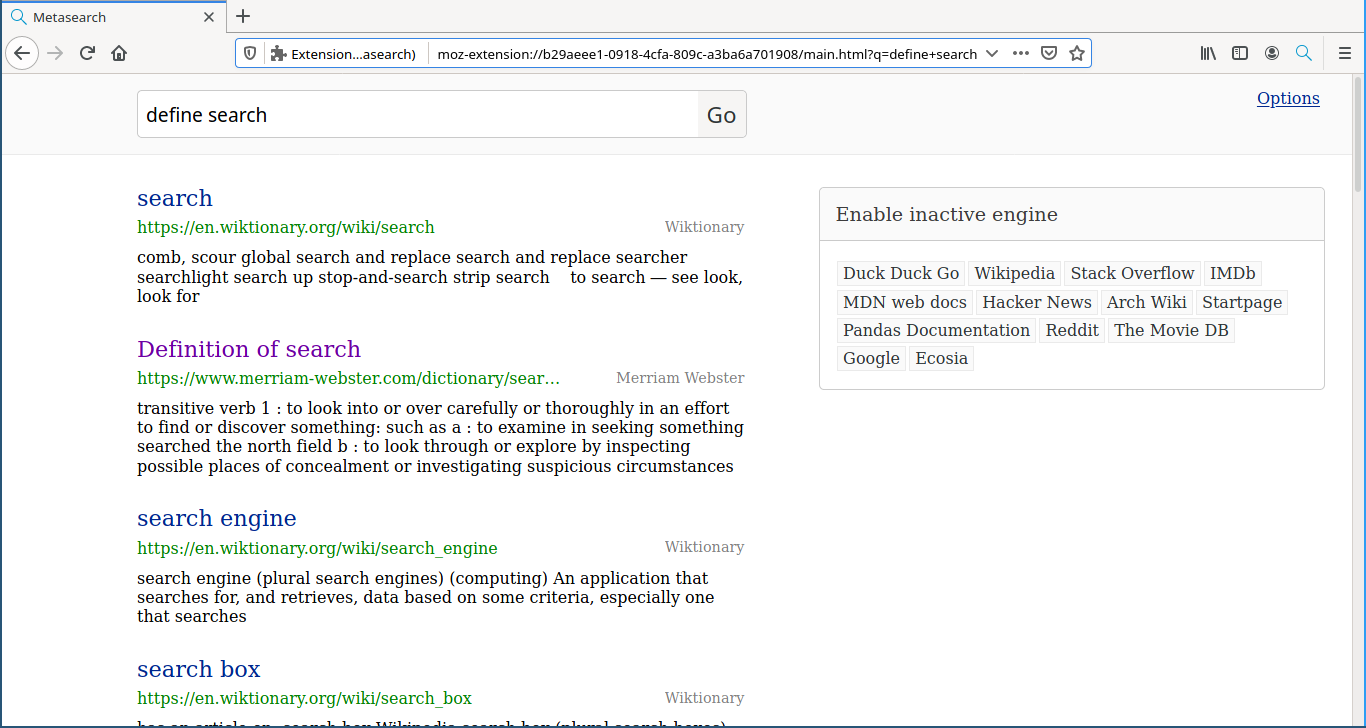 Metasearch
Extension...asearch) moz-extension://b29aeee1-0918-4cfa-809c-a3ba6a701908/main.html?q=define+search
define search Go
Options
search
https://en.wiktionary.org/wiki/search Wiktionary
comb, scour global search and replace search and replace searcher
searchlight search up stop-and-search strip search to search — see look,
look for
Definition of search
https://www.merriam-webster.com/dictionary/sear... Merriam Webster
transitive verb 1 : to look into or over carefully or thoroughly in an effort
to find or discover something: such as a : to examine in seeking something
searched the north field b : to look through or explore by inspecting
possible places of concealment or investigating suspicious circumstances
search engine
https://en.wiktionary.org/wiki/search_engine Wiktionary
search engine (plural search engines) (computing) An application that
searches for, and retrieves, data based on some criteria, especially one
that searches
search box
https://en.wiktionary.org/wiki/search_box Wiktionary
Enable inactive engine
Duck Duck Go Wikipedia Stack Overflow IMDb
MDN web docs Hacker News Arch Wiki Startpage
Pandas Documentation Reddit The Movie DB
Google Ecosia